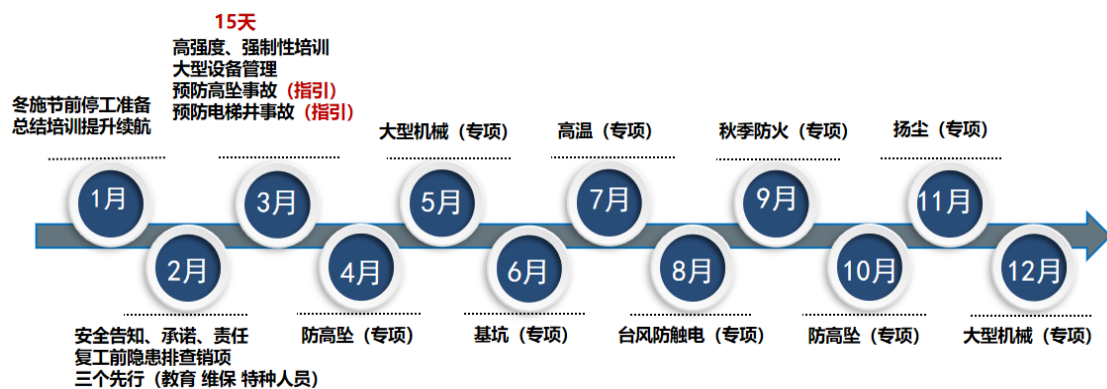 15天
高强度、强制性培训
大型设备管理
预防高坠事故（指引）
预防电梯井事故（指引）
冬施节前停工准备
总结培训提升续航
大型机械（专项）
高温（专项）
秋季防火（专项）
扬尘（专项）
1月
3月
5月
7月
9月
11月
2月
4月
6月
8月
10月
12月
安全告知、承诺、责任
复工前隐患排查销项
三个先行（教育 维保 特种人员）
防高坠（专项）
基坑（专项）
台风防触电（专项）
防高坠（专项）
大型机械（专项）